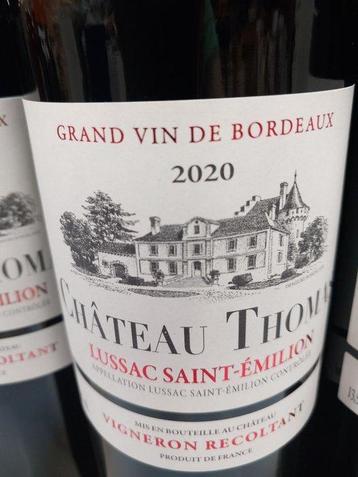 GRAND VIN DE BORDEAUX
2020
CHÂTEAU THOMAS
LUSSAC SAINT-ÉMILION
APPELLATION LUSSAC SAINT-ÉMILION CONTRÔLÉE
MIS EN BOUTEILLE AU CHÂTEAU
VIGNERON RECOLTANT
PRODUIT DE FRANCE